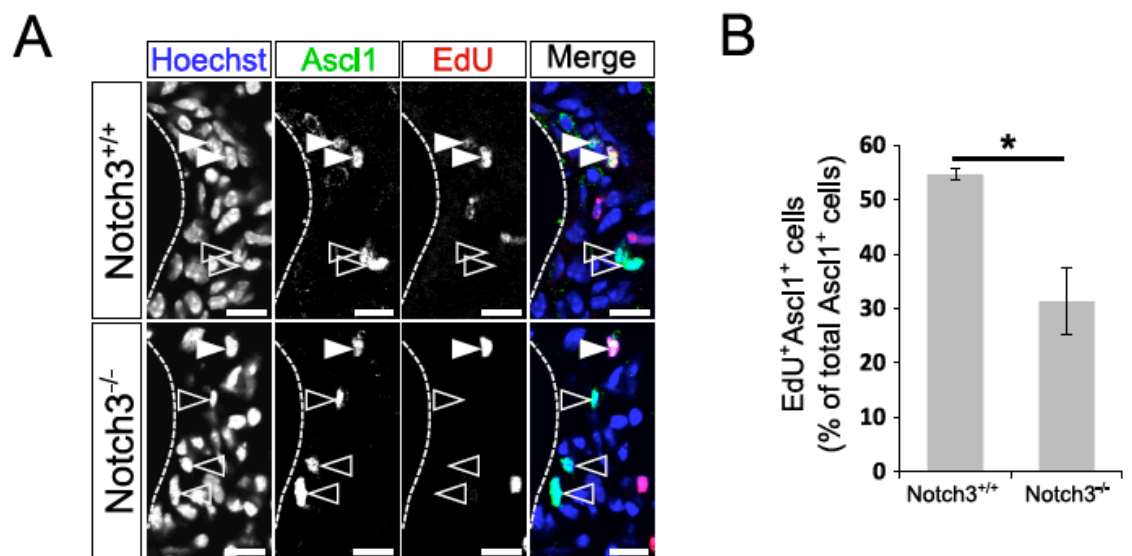 A
Hoechst Ascl1 EdU Merge
Notch3+/+
Notch3-/-
B
EdU+Ascl1+ cells
(% of total Ascl1+ cells)
60
50
40
30
20
10
0
*
Notch3+/+ Notch3-/-